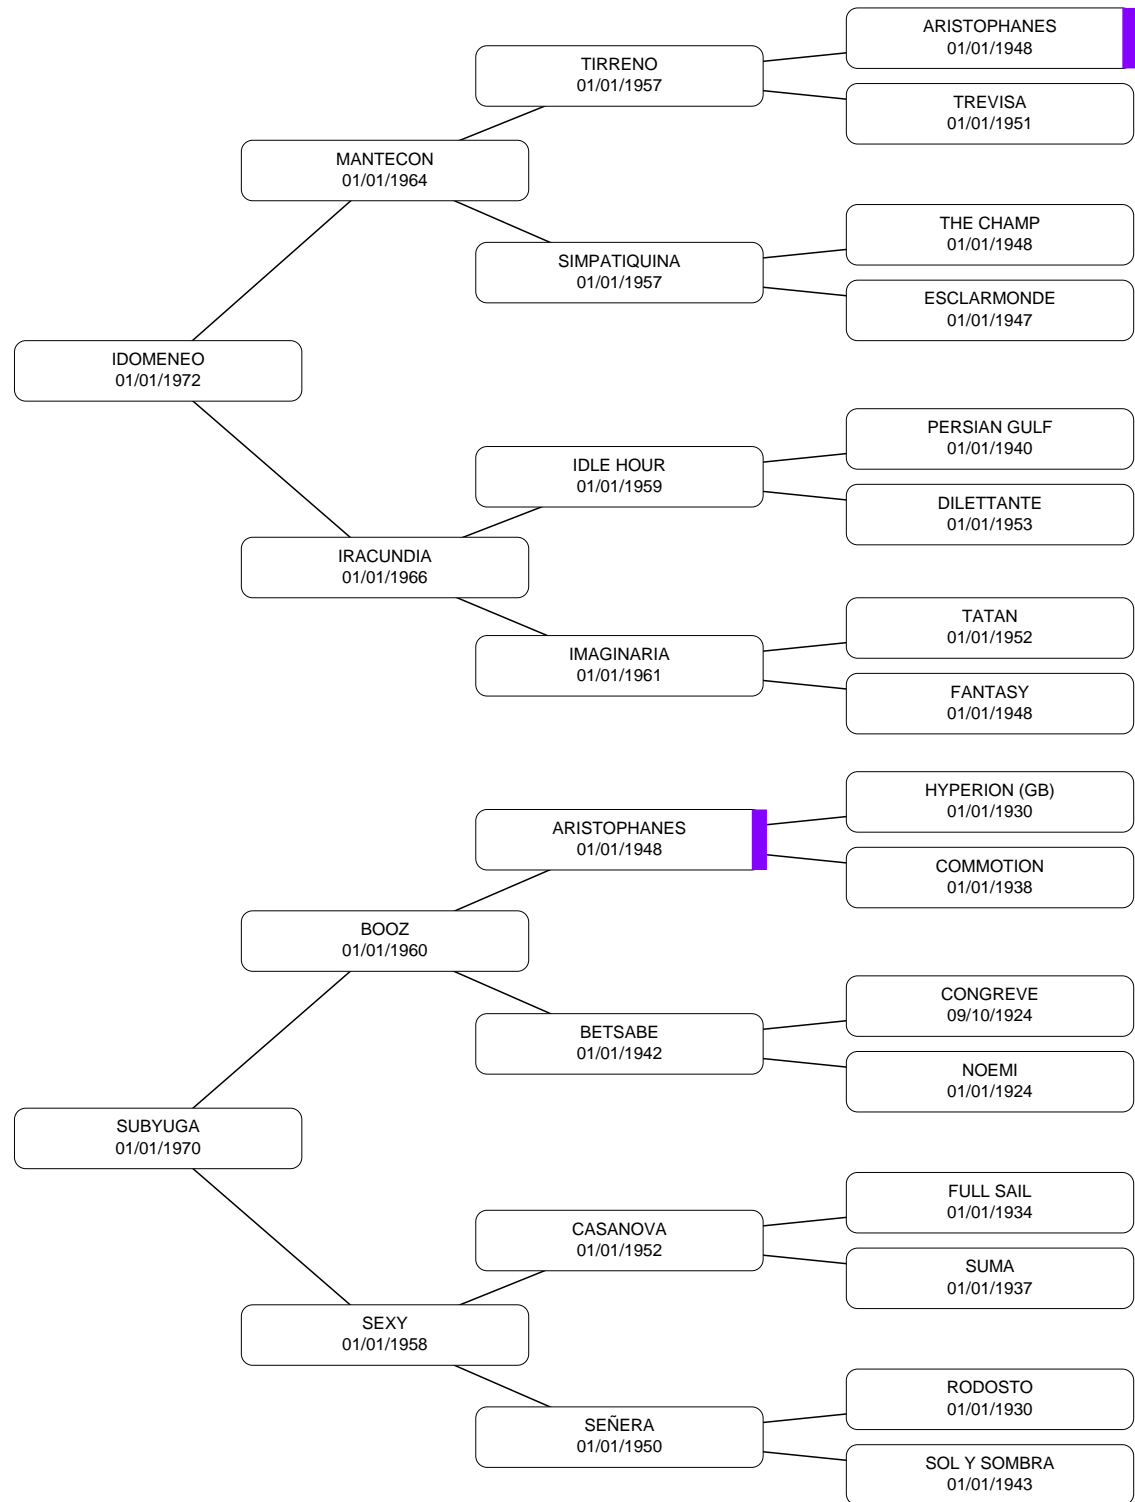 ARISTOPHANES
01/01/1948
TIRRENO
01/01/1957
TREVISA
01/01/1951
MANTECON
01/01/1964
THE CHAMP
01/01/1948
SIMPATIQUINA
01/01/1957
ESCLARMONDE
01/01/1947
IDOMENEO
01/01/1972
PERSIAN GULF
01/01/1940
IDLE HOUR
01/01/1959
DILETTANTE
01/01/1953
IRACUNDIA
01/01/1966
TATAN
01/01/1952
IMAGINARIA
01/01/1961
FANTASY
01/01/1948
HYPERION (GB)
01/01/1930
ARISTOPHANES
01/01/1948
COMMOTION
01/01/1938
BOOZ
01/01/1960
CONGREVE
09/10/1924
BETSABE
01/01/1942
NOEMI
01/01/1924
SUBYUGA
01/01/1970
FULL SAIL
01/01/1934
CASANOVA
01/01/1952
SUMA
01/01/1937
SEXY
01/01/1958
RODOSTO
01/01/1930
SEÑERA
01/01/1950
SOL Y SOMBRA
01/01/1943